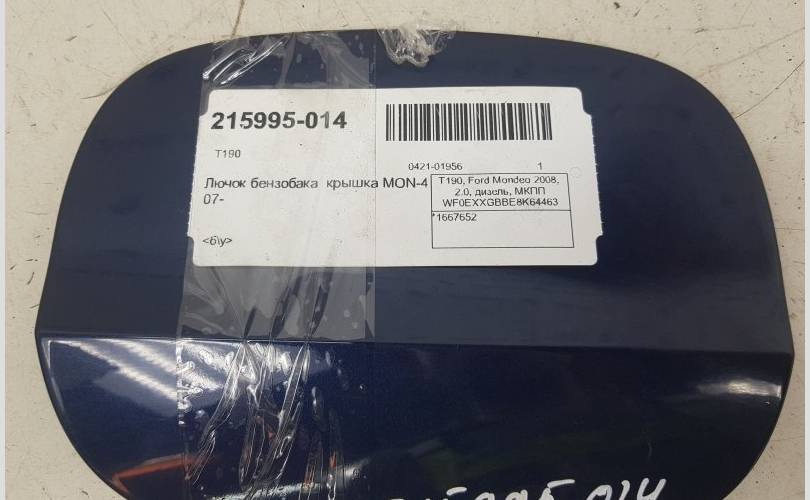 215995-014
T190
0421-01956 1
Лючок бензобака крышка MON-4
07-
T190, Ford Mondeo 2008,
2.0, дизель, МКПП
WF0EXXGBBE8K64463
*1667652
<б\у>